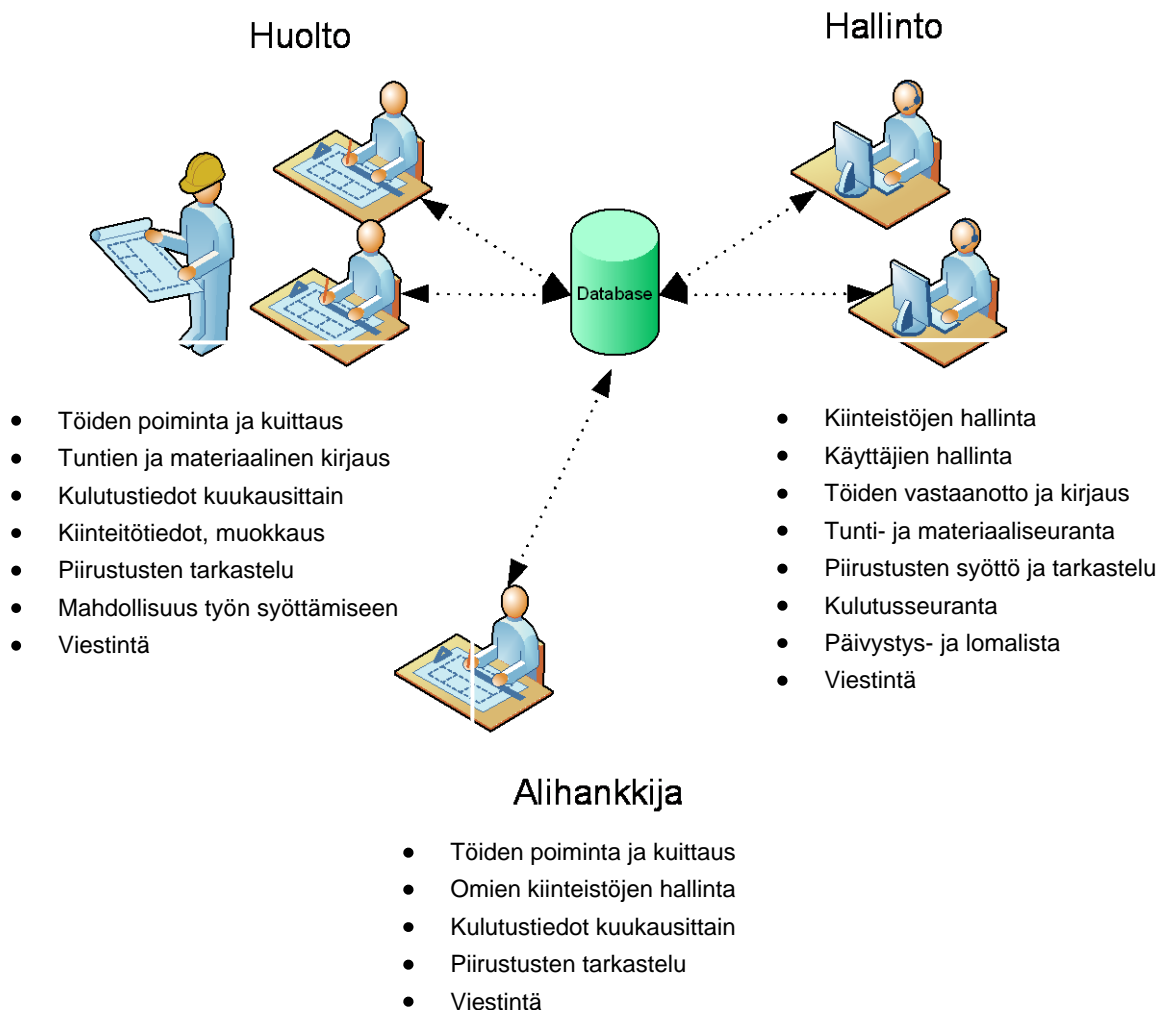 Huolto
Hallinto
Database
• Töiden poiminta ja kuittaus
• Tuntien ja materiaalinen kirjaus
• Kulutustiedot kuukausittain
• Kiinteitötiedot, muokkaus
• Piirustusten tarkastelu
• Mahdollisuus työn syöttämiseen
• Viestintä
• Kiinteistöjen hallinta
• Käyttäjien hallinta
• Töiden vastaanotto ja kirjaus
• Tunti- ja materiaaliseuranta
• Piirustusten syöttö ja tarkastelu
• Kulutusseuranta
• Päivystys- ja lomalista
• Viestintä
Alihankkija
• Töiden poiminta ja kuittaus
• Omien kiinteistöjen hallinta
• Kulutustiedot kuukausittain
• Piirustusten tarkastelu
• Viestintä